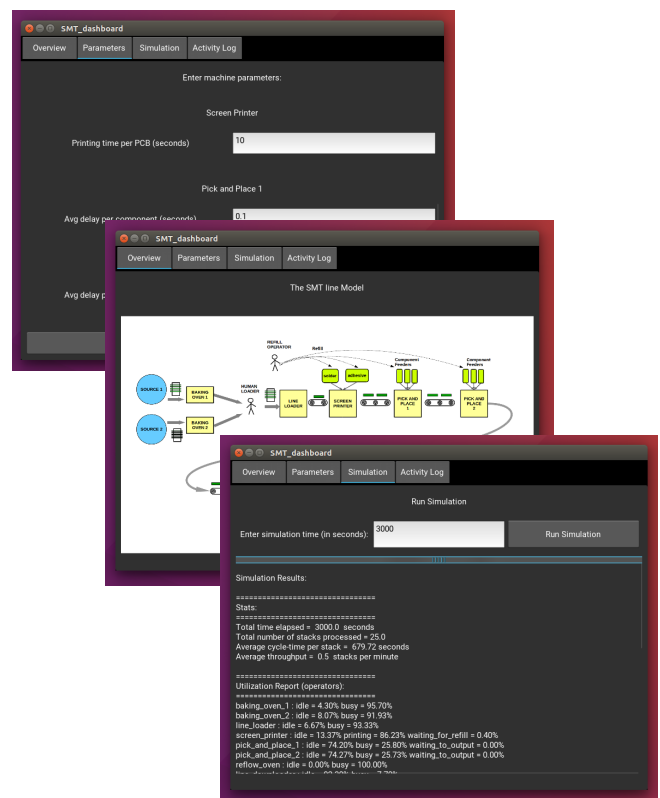 SMT_dashboard
Overview Parameters Simulation Activity Log
Enter machine parameters:
Screen Printer
Printing time per PCB (seconds) 10
Pick and Place 1
Avg delay per component (seconds) 0.1
Avg delay
SMT_dashboard
Overview Parameters Simulation Activity Log
The SMT line Model
REFILL
OPERATOR
Refill
Component
Feeders
Component
Feeders
solder
adhesive
SOURCE 1
BAKING
OVEN 1
HUMAN
LOADER
LINE
LOADER
SCREEN
PRINTER
PICK AND
PLACE
1
PICK AND
PLACE
2
SOURCE 2
BAKING
OVEN 2
SMT_dashboard
Overview Parameters Simulation Activity Log
Run Simulation
Enter simulation time (in seconds): 3000 Run Simulation
Simulation Results:
================================
Stats:
================================
Total time elapsed = 3000.0 seconds
Total number of stacks processed = 25.0
Average cycle-time per stack = 679.72 seconds
Average throughput = 0.5 stacks per minute
================================
Utilization Report (operators):
================================
baking_oven_1 : idle = 4.30% busy = 95.70%
baking_oven_2 : idle = 8.07% busy = 91.93%
line_loader : idle = 6.67% busy = 93.33%
screen_printer : idle = 13.37% printing = 86.23% waiting_for_refill = 0.40%
pick_and_place_1 : idle = 74.20% busy = 25.80% waiting_to_output = 0.00%
pick_and_place_2 : idle = 74.27% busy = 25.73% waiting_to_output = 0.00%
reflow_oven : idle = 0.00% busy = 100.00%